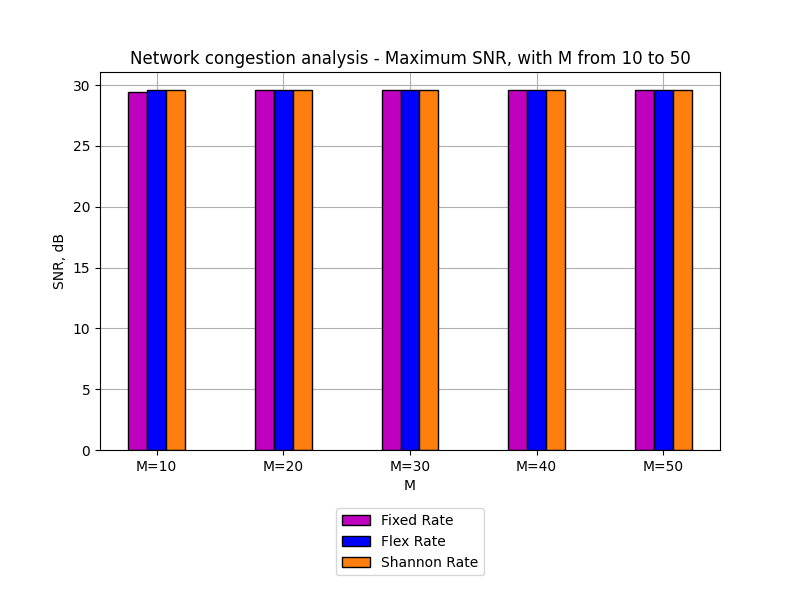 Network congestion analysis - Maximum SNR, with M from 10 to 50
30
25
20
15
10
5
0
SNR, dB
M=10 M=20 M=30 M=40 M=50
M
Fixed Rate
Flex Rate
Shannon Rate